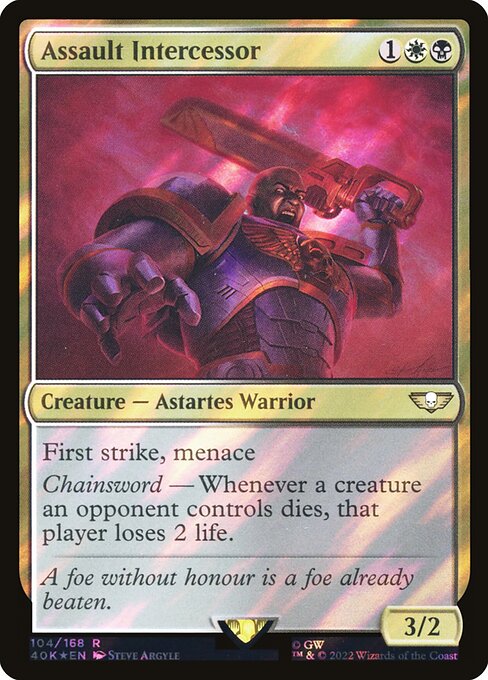 Assault Intercessor 1
Creature — Astartes Warrior
First strike, menace
Chainsword — Whenever a creature
an opponent controls dies, that
player loses 2 life.
A foe without honour is a foe already
beaten.
3/2
104/168 R
40K★EN Steve Argyle
© GW
™ & © 2022 Wizards of the Coast